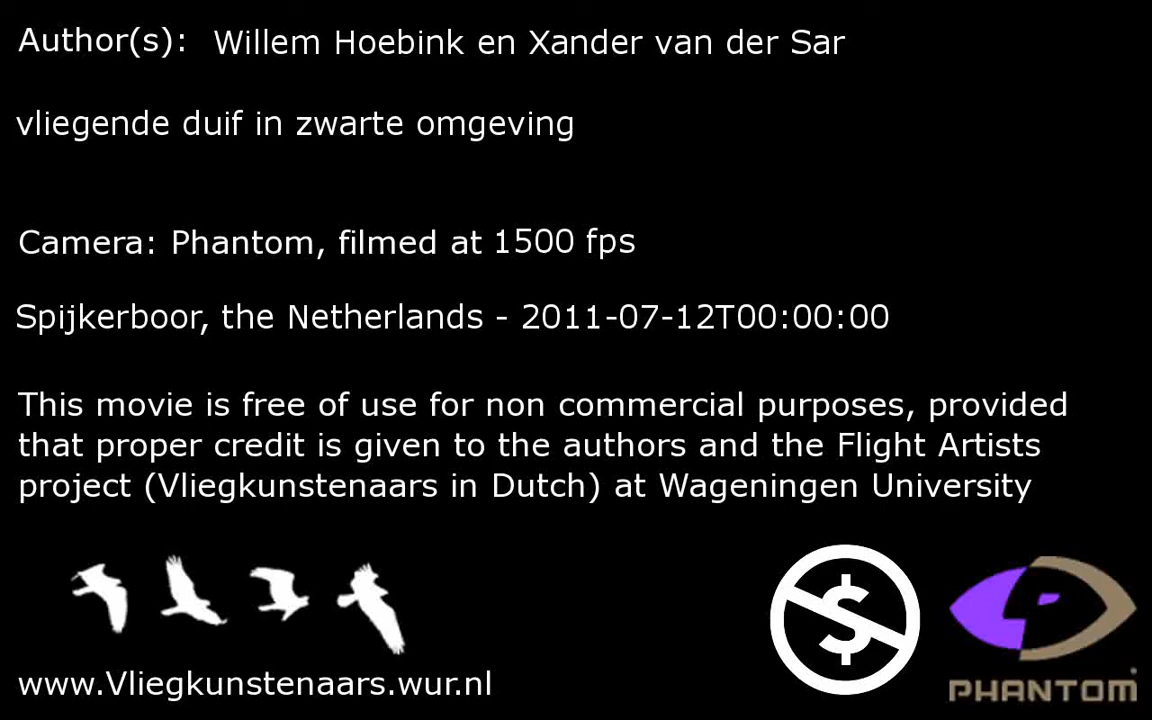 Author(s): Willem Hoebink en Xander van der Sar
vliegende duif in zwarte omgeving
Camera: Phantom, filmed at 1500 fps
Spijkerboor, the Netherlands - 2011-07-12T00:00:00
This movie is free of use for non commercial purposes, provided
that proper credit is given to the authors and the Flight Artists
project (Vliegkunstenaars in Dutch) at Wageningen University
$
www.Vliegkunstenaars.wur.nl
PHANTOM